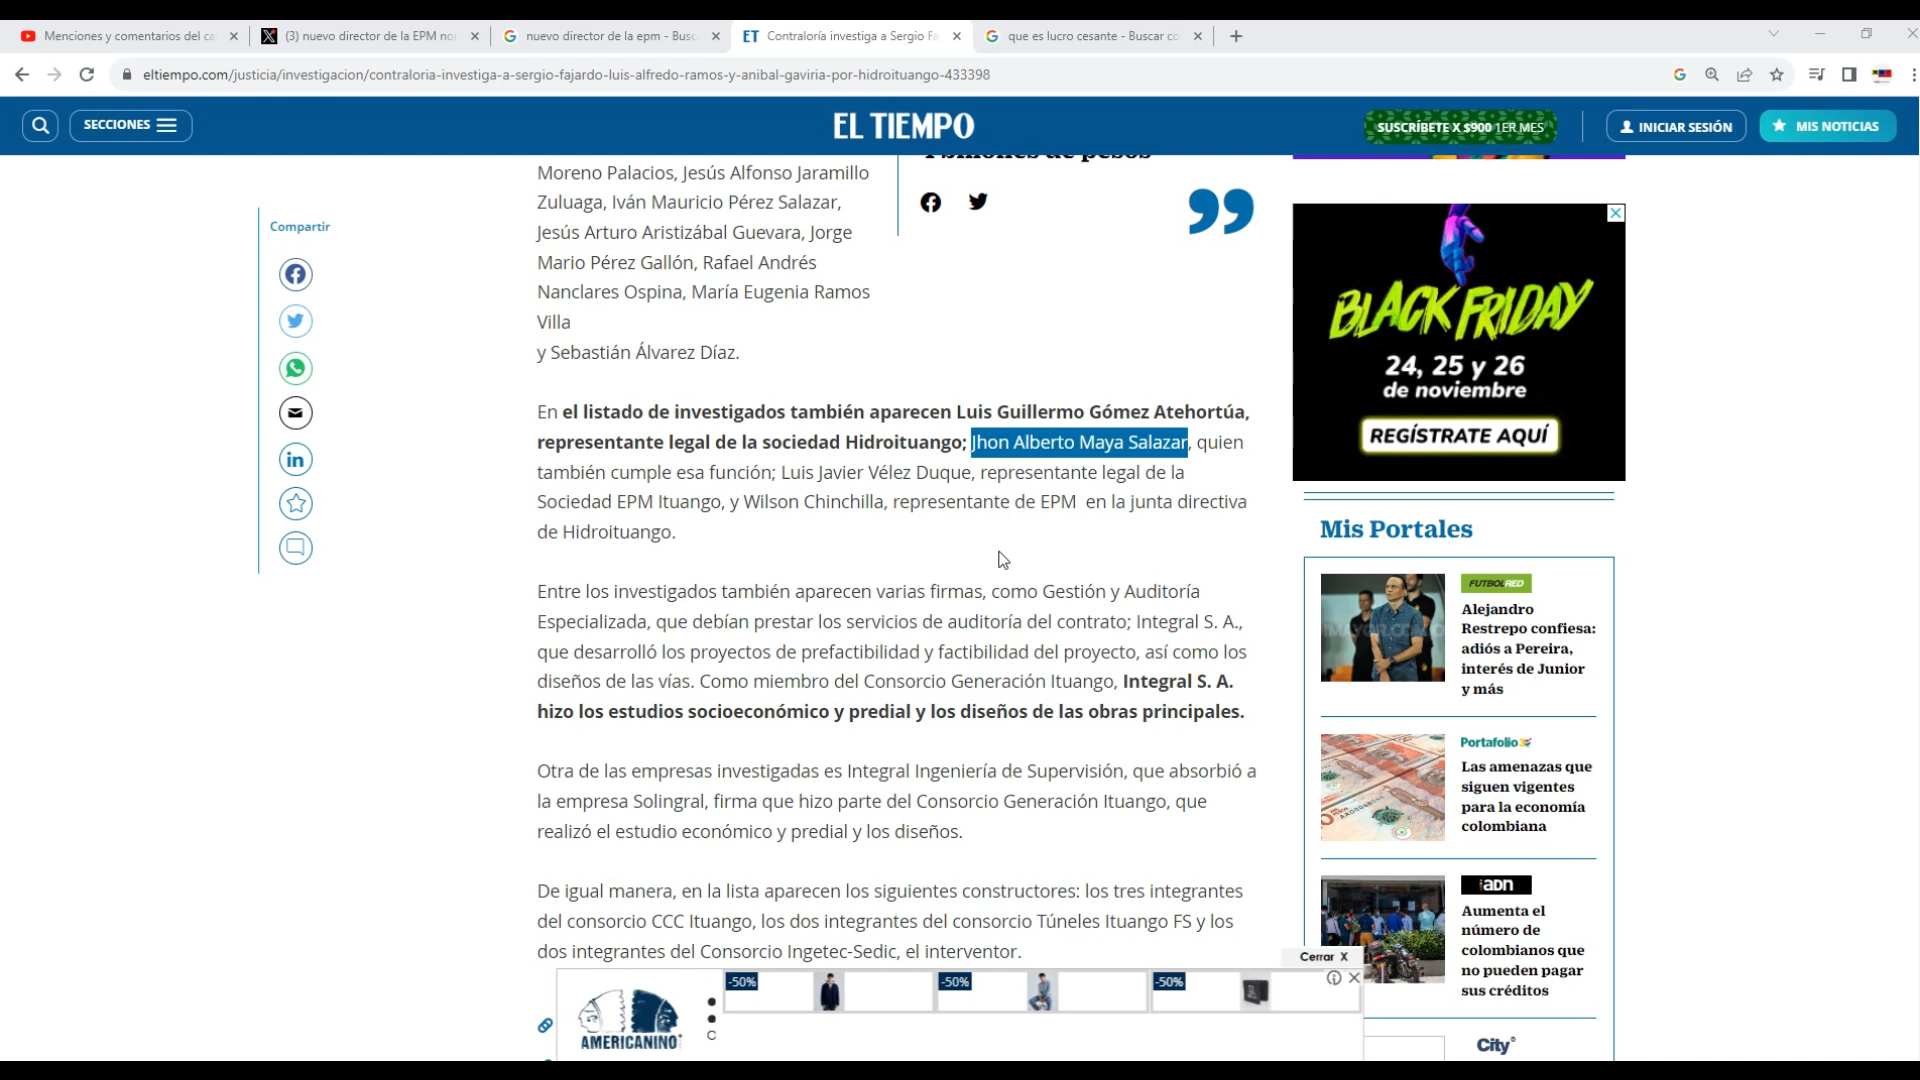 Menciones y comentarios del ca
(3) nuevo director de la EPM no
nuevo director de la epm - Busc
ET Contraloría investiga a Sergio Fa
que es lucro cesante - Buscar co
eltiempo.com/justicia/investigacion/contraloria-investiga-a-sergio-fajardo-luis-alfredo-ramos-y-anibal-gaviria-por-hidroituango-433398
SECCIONES
EL TIEMPO
SUSCRÍBETE X $900 1ER MES
INICIAR SESIÓN
MIS NOTICIAS
Compartir
Moreno Palacios, Jesús Alfonso Jaramillo
Zuluaga, Iván Mauricio Pérez Salazar,
Jesús Arturo Aristizábal Guevara, Jorge
Mario Pérez Gallón, Rafael Andrés
Nanclares Ospina, María Eugenia Ramos
Villa
y Sebastián Álvarez Díaz.
En el listado de investigados también aparecen Luis Guillermo Gómez Atehortúa,
representante legal de la sociedad Hidroituango; Jhon Alberto Maya Salazar, quien
también cumple esa función; Luis Javier Vélez Duque, representante legal de la
Sociedad EPM Ituango, y Wilson Chinchilla, representante de EPM en la junta directiva
de Hidroituango.
Entre los investigados también aparecen varias firmas, como Gestión y Auditoría
Especializada, que debían prestar los servicios de auditoría del contrato; Integral S. A.,
que desarrolló los proyectos de prefactibilidad y factibilidad del proyecto, así como los
diseños de las vías. Como miembro del Consorcio Generación Ituango, Integral S. A.
hizo los estudios socioeconómico y predial y los diseños de las obras principales.
Otra de las empresas investigadas es Integral Ingeniería de Supervisión, que absorbió a
la empresa Solingral, firma que hizo parte del Consorcio Generación Ituango, que
realizó el estudio económico y predial y los diseños.
De igual manera, en la lista aparecen los siguientes constructores: los tres integrantes
del consorcio CCC Ituango, los dos integrantes del consorcio Túneles Ituango FS y los
dos integrantes del Consorcio Ingetec-Sedic, el interventor.
BLACK FRIDAY
24, 25 y 26
de noviembre
REGÍSTRATE AQUÍ
Mis Portales
FUTBOLRED
Alejandro
Restrepo confiesa:
adiós a Pereira,
interés de Junior
y más
Portafolio
Las amenazas que
siguen vigentes
para la economía
colombiana
ADN
Aumenta el
número de
colombianos que
no pueden pagar
sus créditos
City
Cerrar X
-50%
-50%
-50%
AMERICANINO